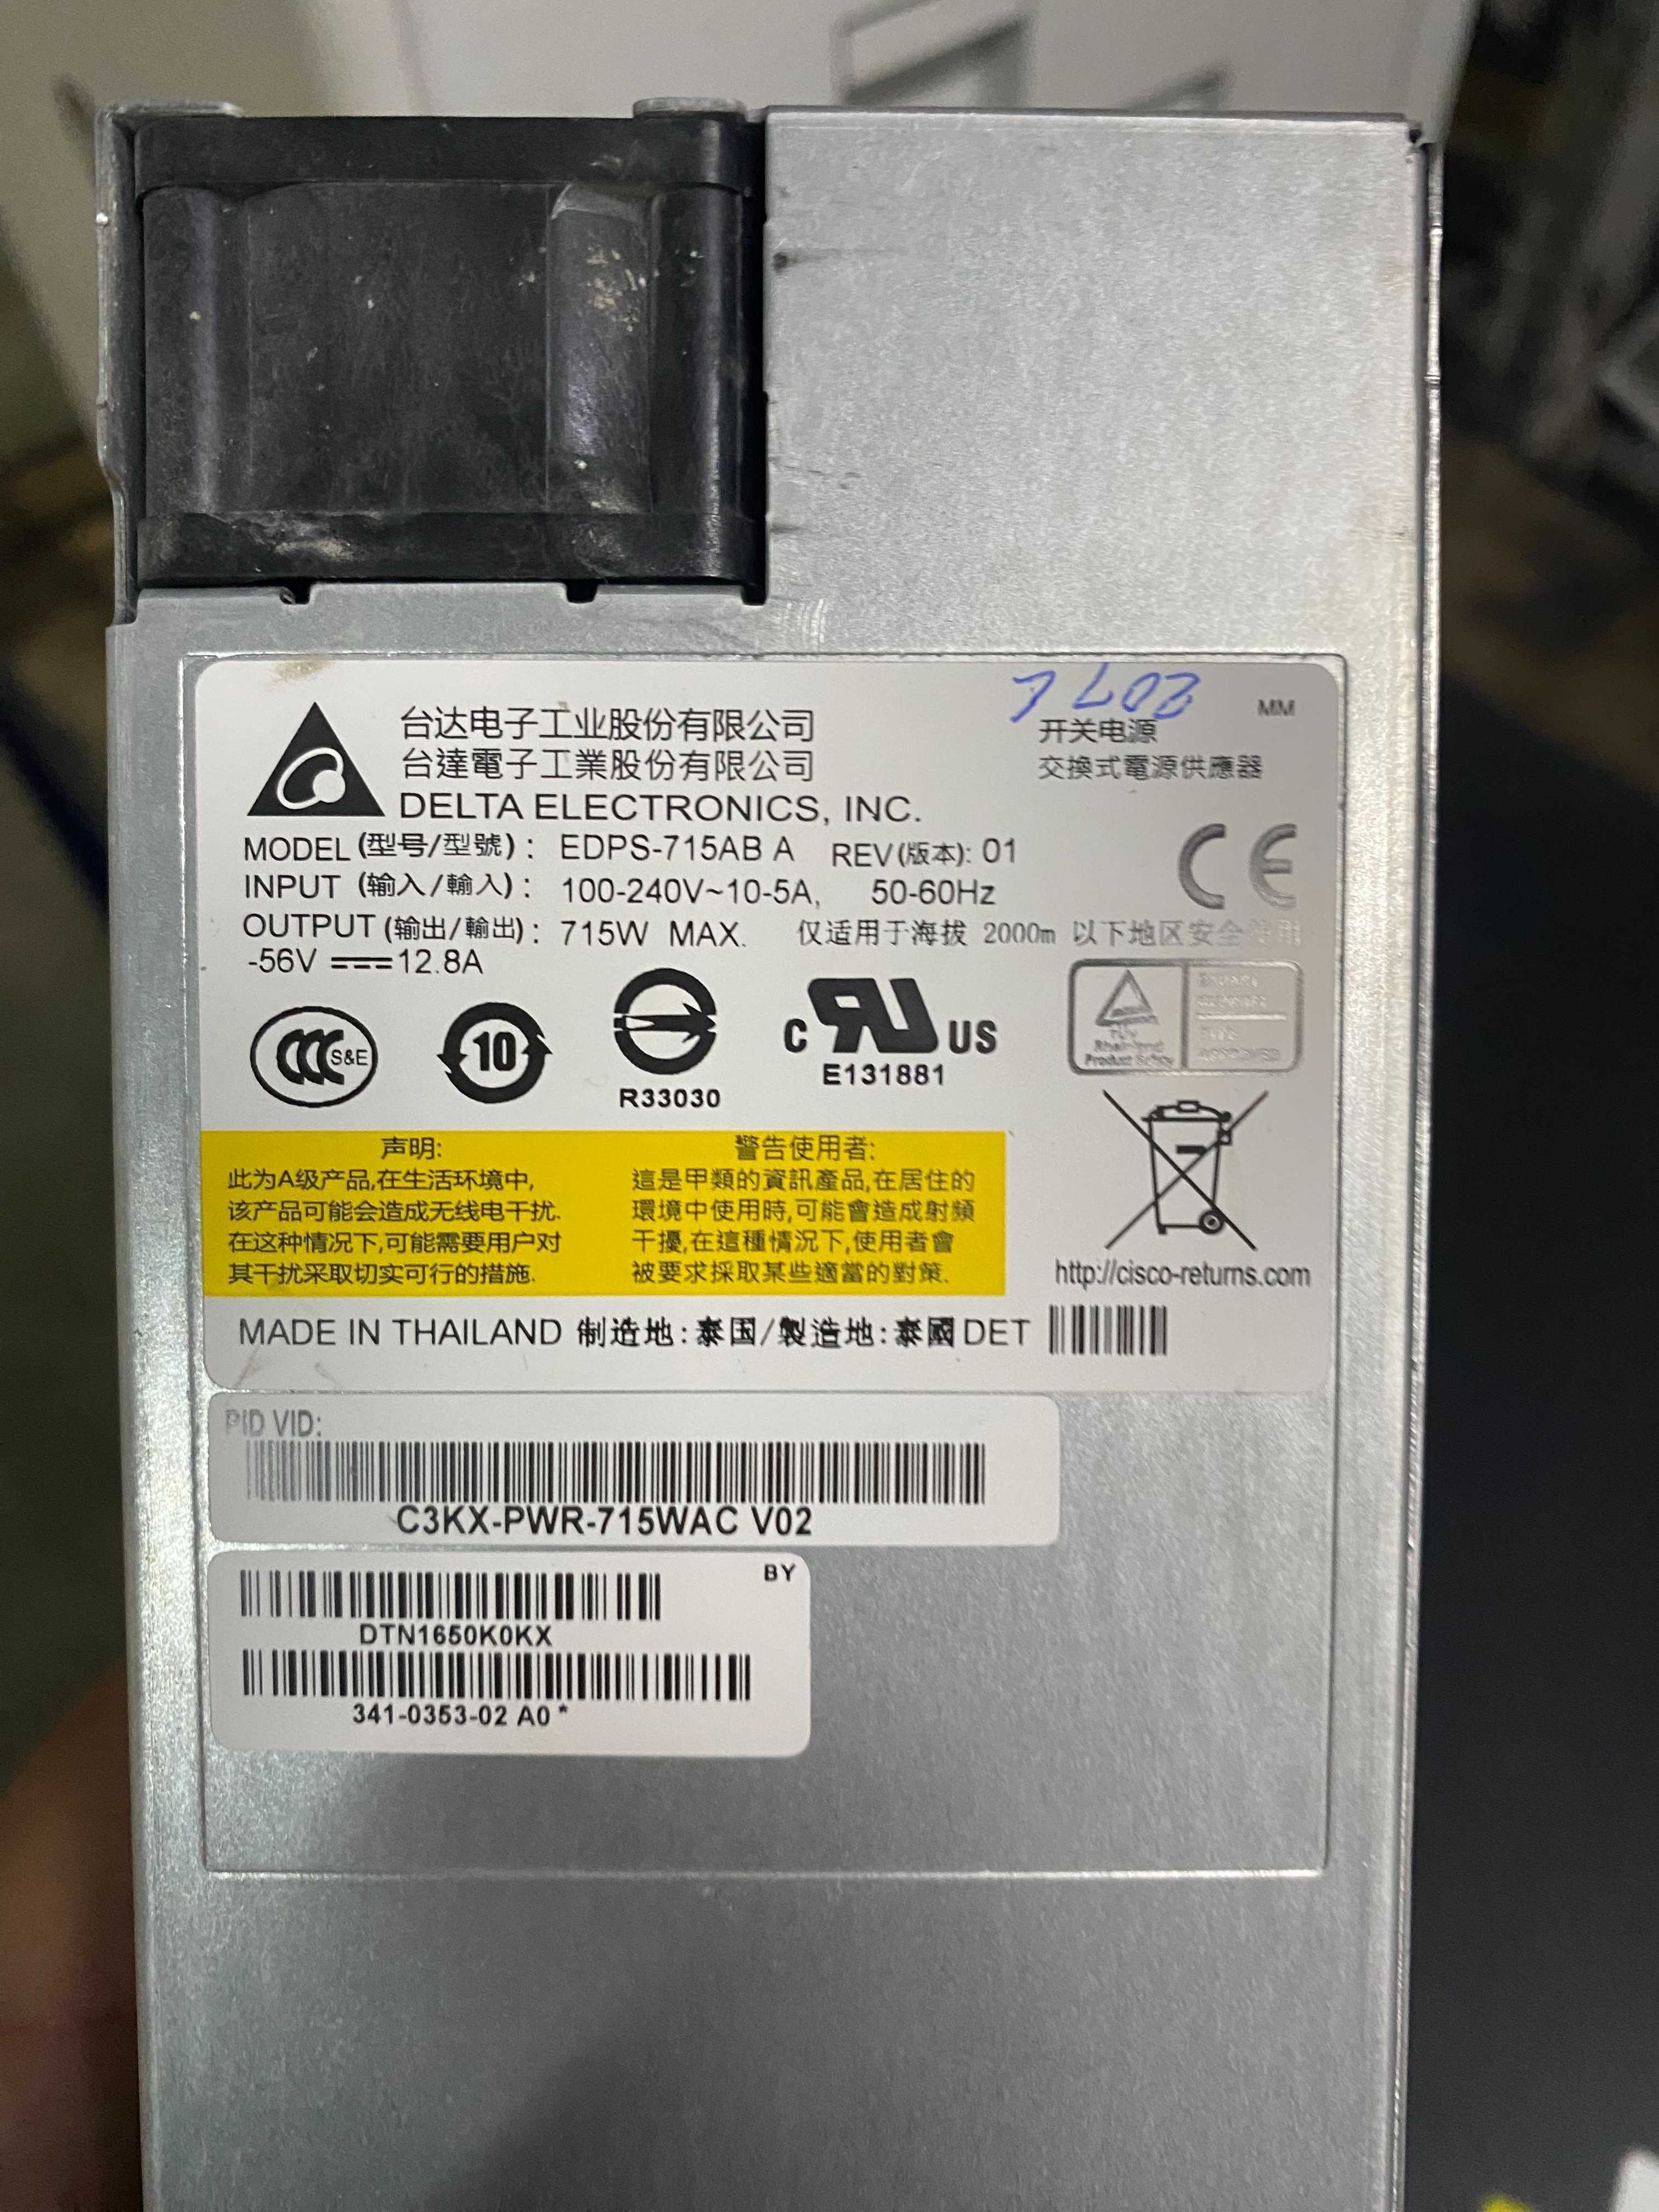 MM
台达电子工业股份有限公司
开关电源
台達電子工業股份有限公司
交換式電源供應器
DELTA ELECTRONICS, INC.
MODEL (型号/型號) : EDPS-715AB A REV (版本): 01
CE
INPUT (输入/輸入) : 100-240V~10-5A, 50-60Hz
OUTPUT (输出/輸出) : 715W MAX. 仅适用于海拔 2000m 以下地区安全使用
-56V ⎓ 12.8A
CCC S&E
10
R33030
c RU US
E131881
TÜV
Rheinland
Product Safety
APPROVED
声明:
此为A级产品,在生活环境中,
该产品可能会造成无线电干扰.
在这种情况下,可能需要用户对
其干扰采取切实可行的措施.
警告使用者:
這是甲類的資訊產品,在居住的
環境中使用時,可能會造成射頻
干擾,在這種情況下,使用者會
被要求採取某些適當的對策.
http://cisco-returns.com
MADE IN THAILAND 制造地:泰国/製造地:泰國 DET
PID VID:
C3KX-PWR-715WAC V02
BY
DTN1650K0KX
341-0353-02 A0 *